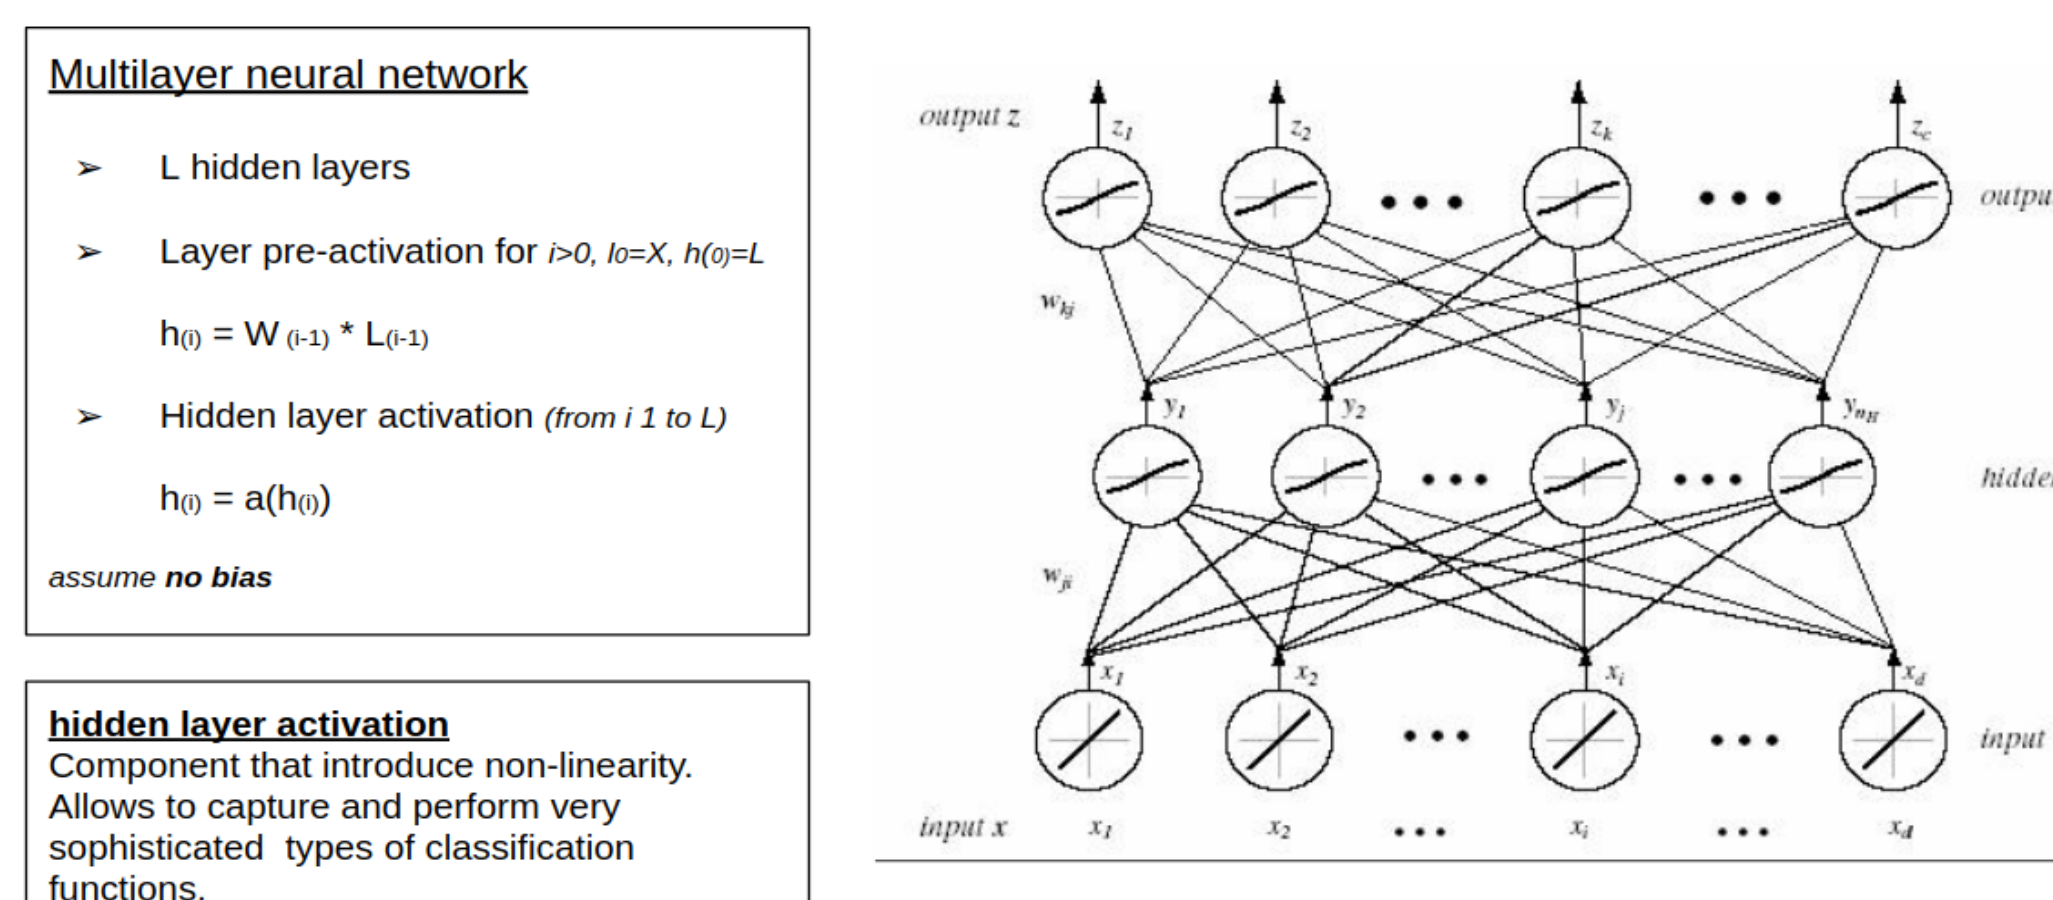 Multilayer neural network
➢ L hidden layers
➢ Layer pre-activation for i>0, l0=X, h(0)=L
h(i) = W (i-1) * L(i-1)
➢ Hidden layer activation (from i 1 to L)
h(i) = a(h(i))
assume no bias
hidden layer activation
Component that introduce non-linearity.
Allows to capture and perform very
sophisticated types of classification
functions.
output z
z1 z2 zk zc
outpu
wkj
y1 y2 yj ynH
hidde
wji
x1 x2 xi xd
input
input x x1 x2 ... xi ... xd